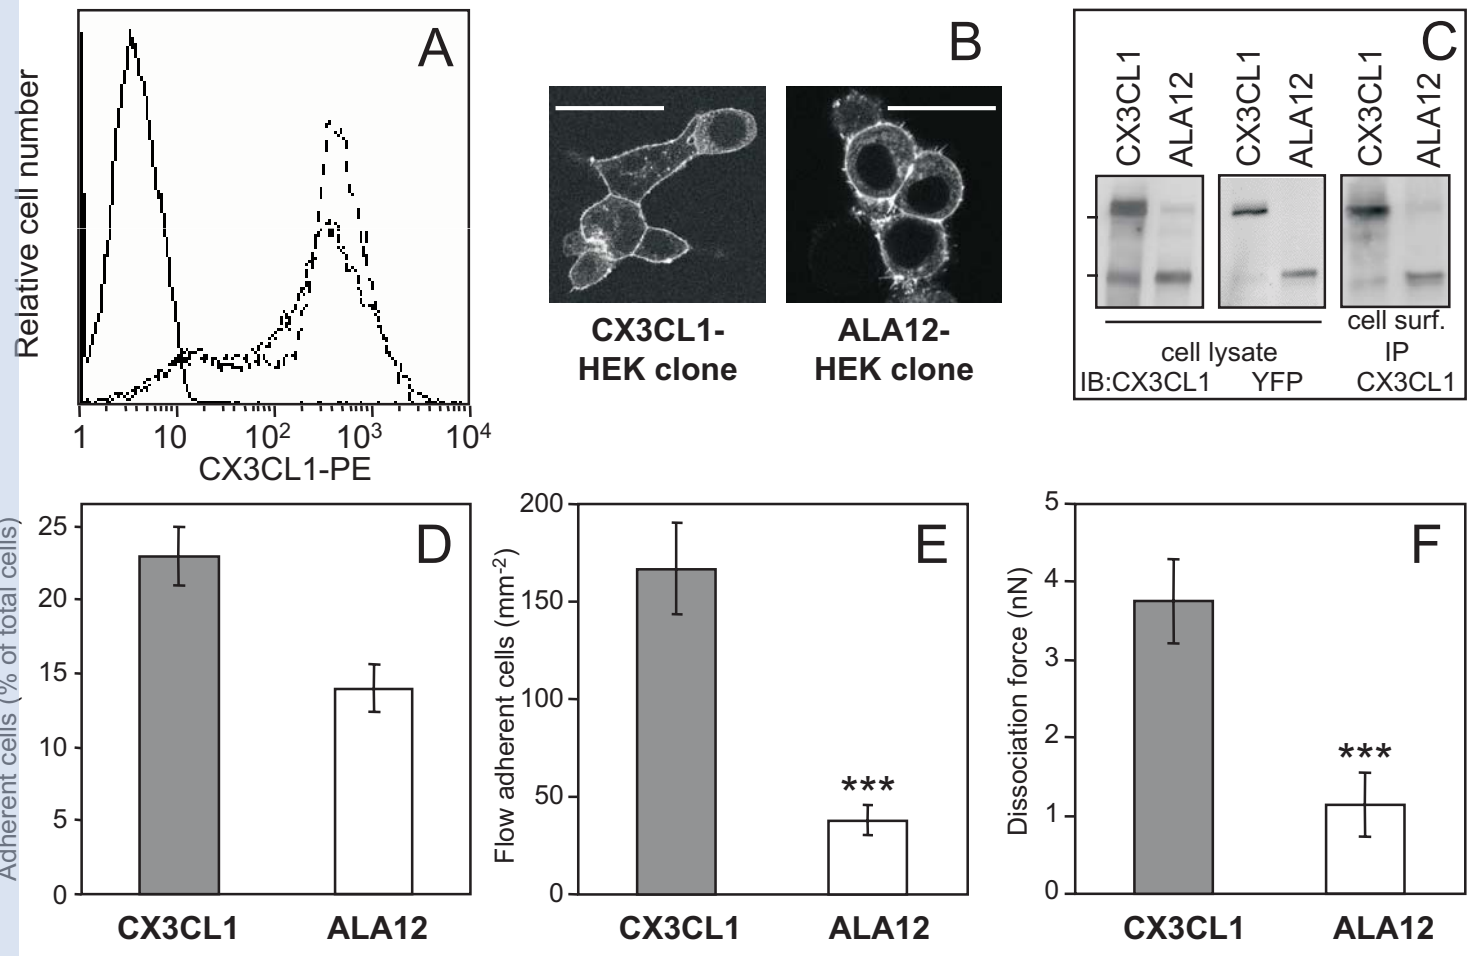 A
Relative cell number
1 10 10² 10³ 10⁴
CX3CL1-PE
B
CX3CL1-
HEK clone
ALA12-
HEK clone
C
CX3CL1 ALA12 CX3CL1 ALA12 CX3CL1 ALA12
cell lysate
IB:CX3CL1 YFP
cell surf.
IP
CX3CL1
D
Adherent cells (% of total cells)
25
20
15
10
5
0
CX3CL1 ALA12
E
Flow adherent cells (mm⁻²)
200
150
100
50
0
***
CX3CL1 ALA12
F
Dissociation force (nN)
5
4
3
2
1
0
***
CX3CL1 ALA12